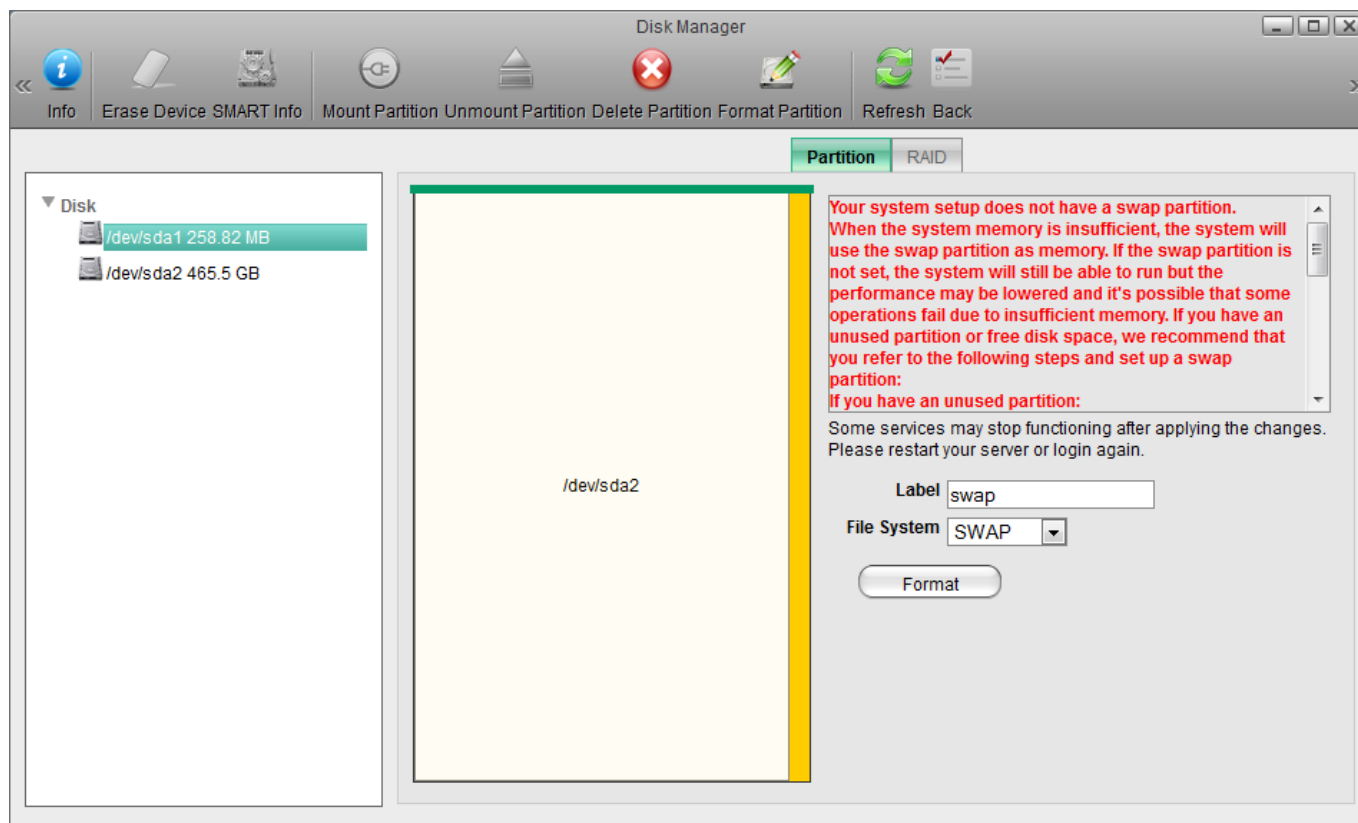 Disk Manager
Info
Erase Device
SMART Info
Mount Partition
Unmount Partition
Delete Partition
Format Partition
Refresh
Back
Partition
RAID
Disk
/dev/sda1 258.82 MB
/dev/sda2 465.5 GB
/dev/sda2
Your system setup does not have a swap partition.
When the system memory is insufficient, the system will
use the swap partition as memory. If the swap partition is
not set, the system will still be able to run but the
performance may be lowered and it's possible that some
operations fail due to insufficient memory. If you have an
unused partition or free disk space, we recommend that
you refer to the following steps and set up a swap
partition:
If you have an unused partition:
Some services may stop functioning after applying the changes.
Please restart your server or login again.
Label swap
File System SWAP
Format